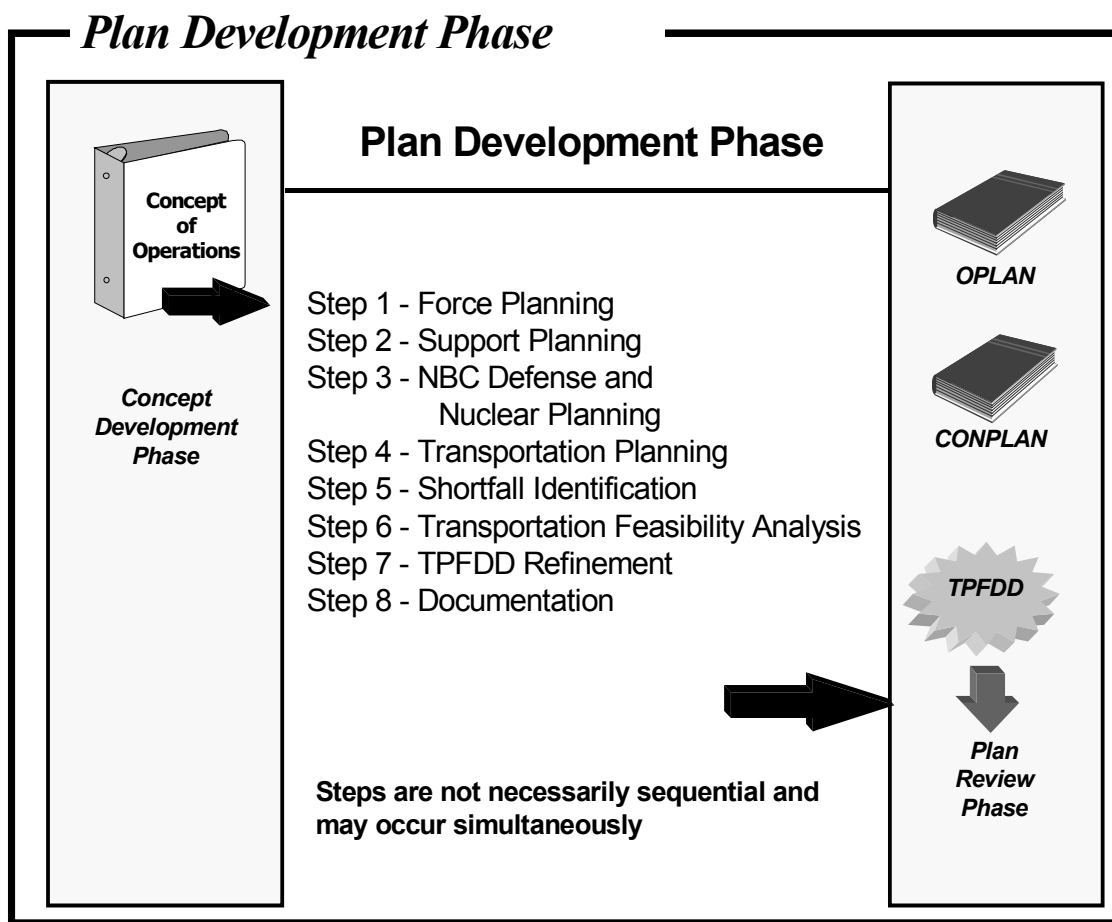 Plan Development Phase
Concept
of
Operations
Concept
Development
Phase
Plan Development Phase
Step 1 - Force Planning
Step 2 - Support Planning
Step 3 - NBC Defense and
Nuclear Planning
Step 4 - Transportation Planning
Step 5 - Shortfall Identification
Step 6 - Transportation Feasibility Analysis
Step 7 - TPFDD Refinement
Step 8 - Documentation
Steps are not necessarily sequential and
may occur simultaneously
OPLAN
CONPLAN
TPFDD
Plan
Review
Phase